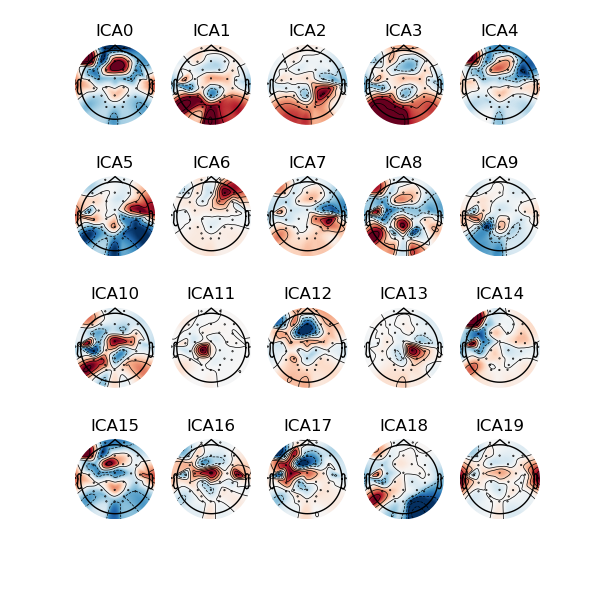 ICA0 ICA1 ICA2 ICA3 ICA4
ICA5 ICA6 ICA7 ICA8 ICA9
ICA10 ICA11 ICA12 ICA13 ICA14
ICA15 ICA16 ICA17 ICA18 ICA19